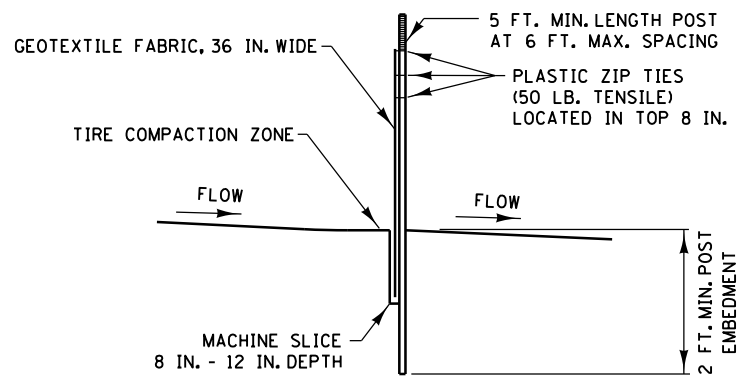 5 FT. MIN. LENGTH POST
AT 6 FT. MAX. SPACING
GEOTEXTILE FABRIC, 36 IN. WIDE
PLASTIC ZIP TIES
(50 LB. TENSILE)
LOCATED IN TOP 8 IN.
TIRE COMPACTION ZONE
FLOW
FLOW
2 FT. MIN. POST
EMBEDMENT
MACHINE SLICE
8 IN. - 12 IN. DEPTH